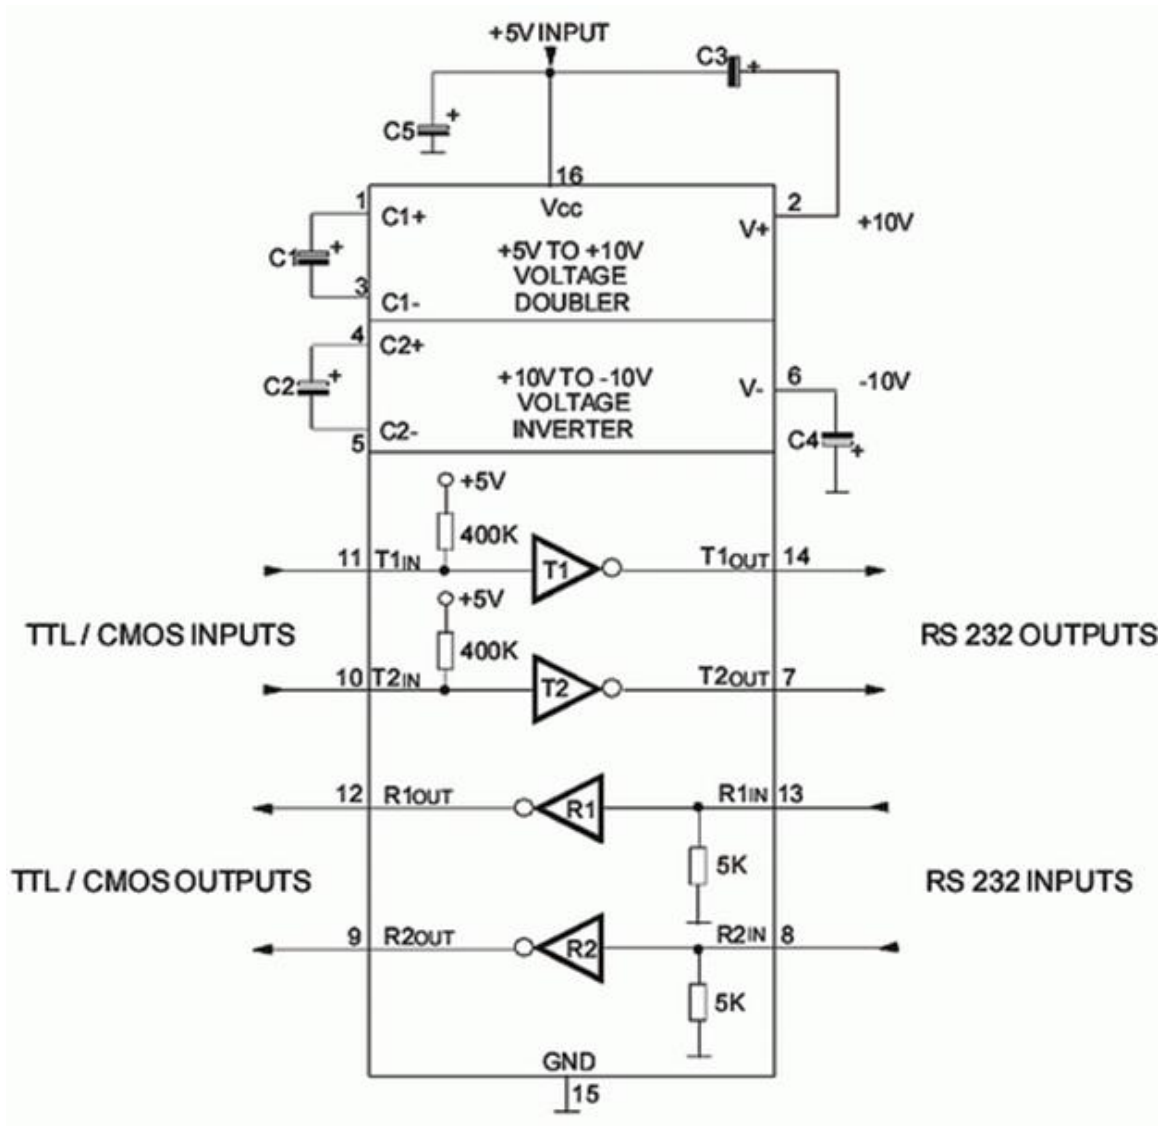 +5V INPUT
C3
+
C5
+
16
1
C1+
Vcc
2
V+
+10V
C1
+
+5V TO +10V
VOLTAGE
DOUBLER
3
C1-
4
C2+
C2
+
+10V TO -10V
VOLTAGE
INVERTER
V-
6
-10V
C2-
5
C4
+
+5V
400K
11
T1IN
T1
T1OUT
14
+5V
TTL / CMOS INPUTS
RS 232 OUTPUTS
400K
10
T2IN
T2
T2OUT
7
12
R1OUT
R1
R1IN
13
5K
TTL / CMOS OUTPUTS
RS 232 INPUTS
9
R2OUT
R2
R2IN
8
5K
GND
15